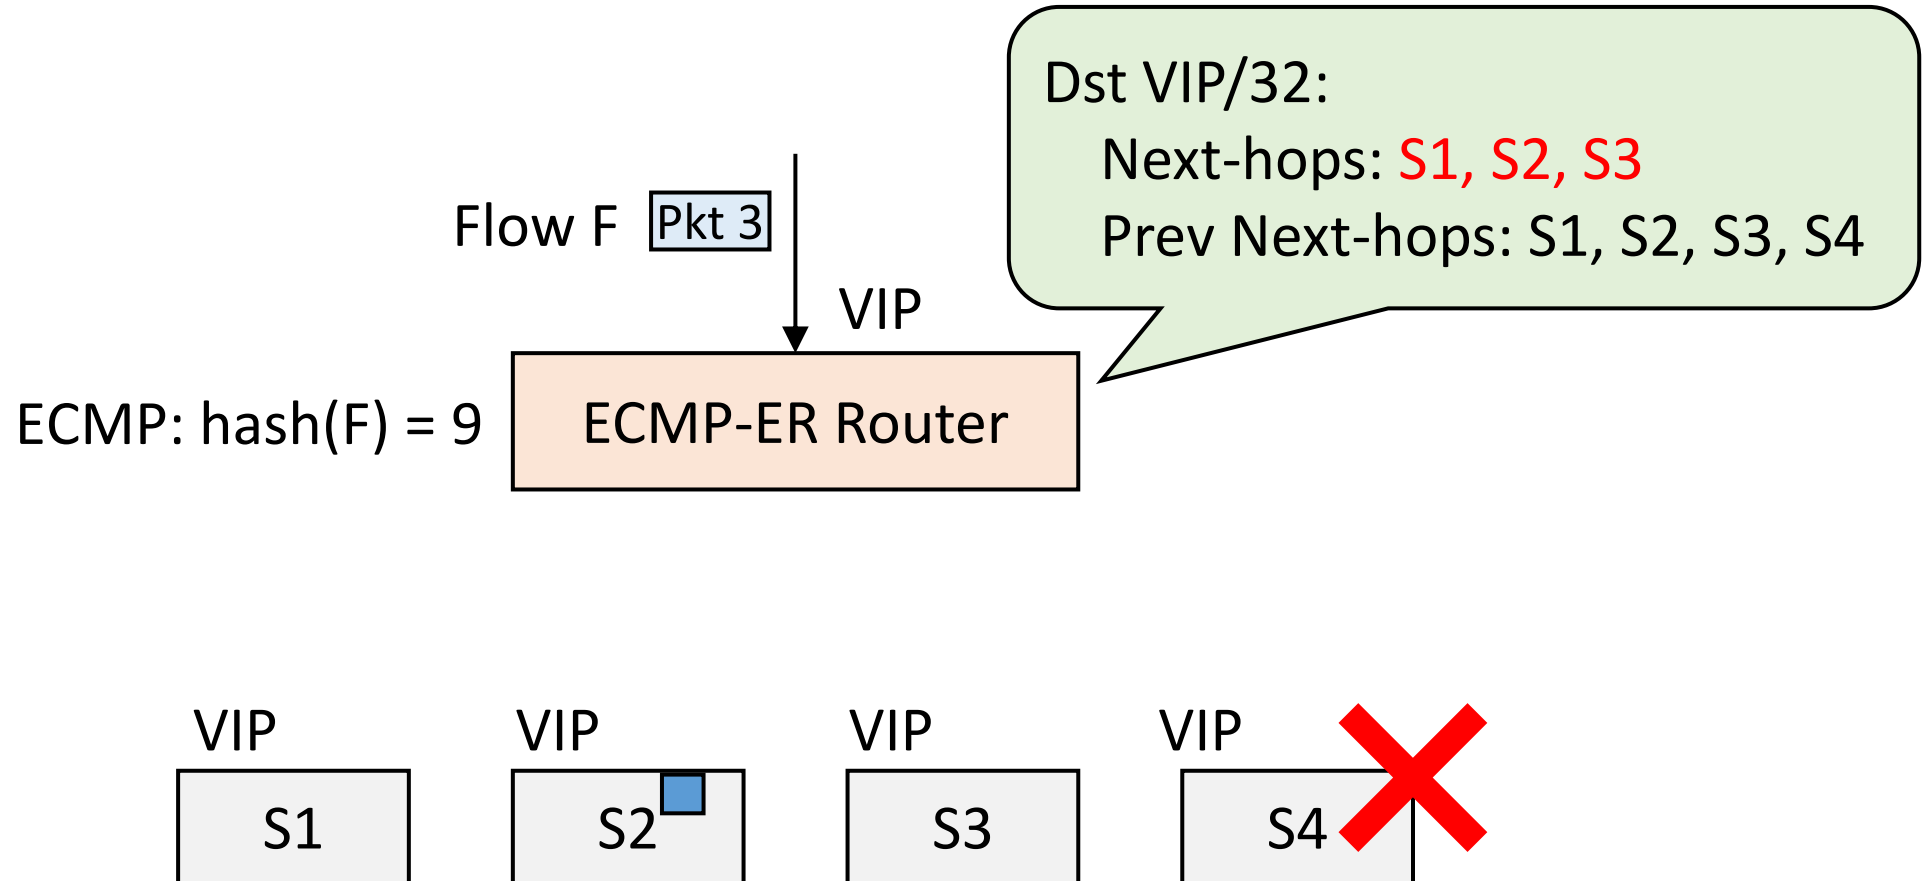 Dst VIP/32:
Next-hops: S1, S2, S3
Prev Next-hops: S1, S2, S3, S4
Flow F
Pkt 3
VIP
ECMP: hash(F) = 9
ECMP-ER Router
VIP
VIP
VIP
VIP
S1
S2
S3
S4